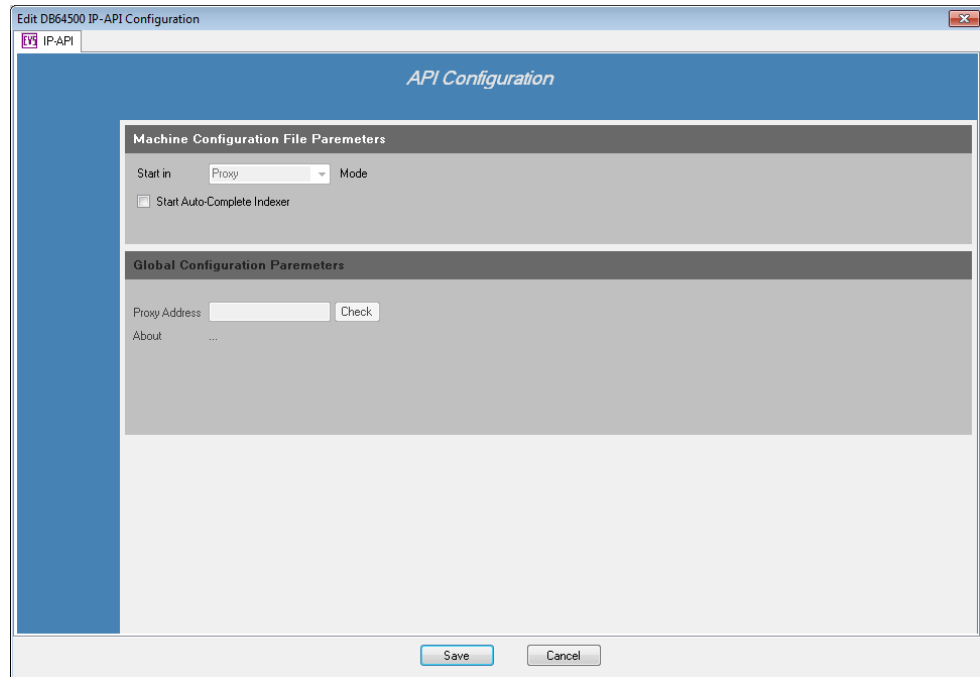 Edit DB64500 IP-API Configuration
EVS IP-API
API Configuration
Machine Configuration File Paremeters
Start in Proxy Mode
Start Auto-Complete Indexer
Global Configuration Paremeters
Proxy Address Check
About ...
Save Cancel